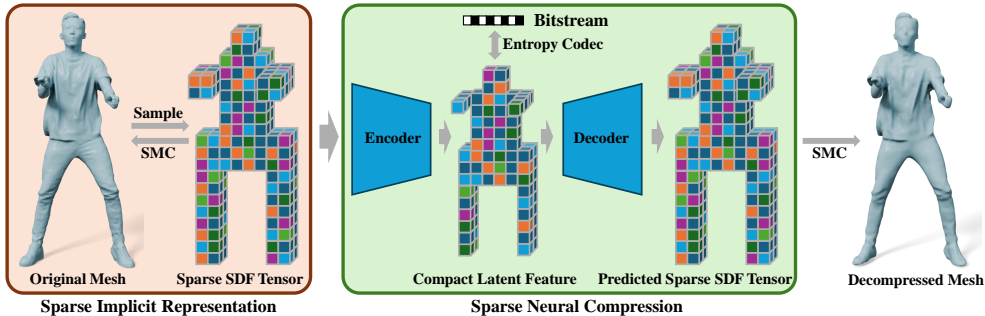 Bitstream
Entropy Codec
Sample
SMC
Encoder
Decoder
SMC
Original Mesh
Sparse SDF Tensor
Compact Latent Feature
Predicted Sparse SDF Tensor
Decompressed Mesh
Sparse Implicit Representation
Sparse Neural Compression